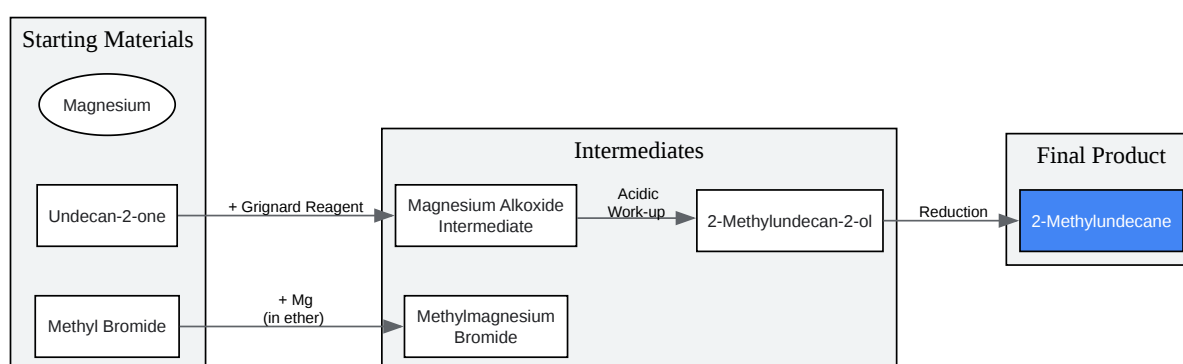 Starting Materials
Magnesium
Undecan-2-one
Methyl Bromide
+ Grignard Reagent
+ Mg
(in ether)
Intermediates
Magnesium Alkoxide
Intermediate
Acidic
Work-up
2-Methylundecan-2-ol
Methylmagnesium
Bromide
Reduction
Final Product
2-Methylundecane